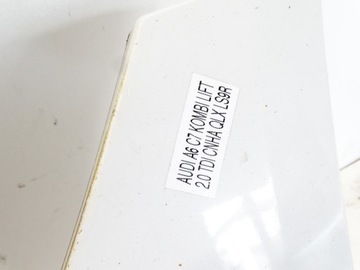 AUDI A6 C7 KOMBI LIFT
2.0 TDI CNHA QLX LS9R